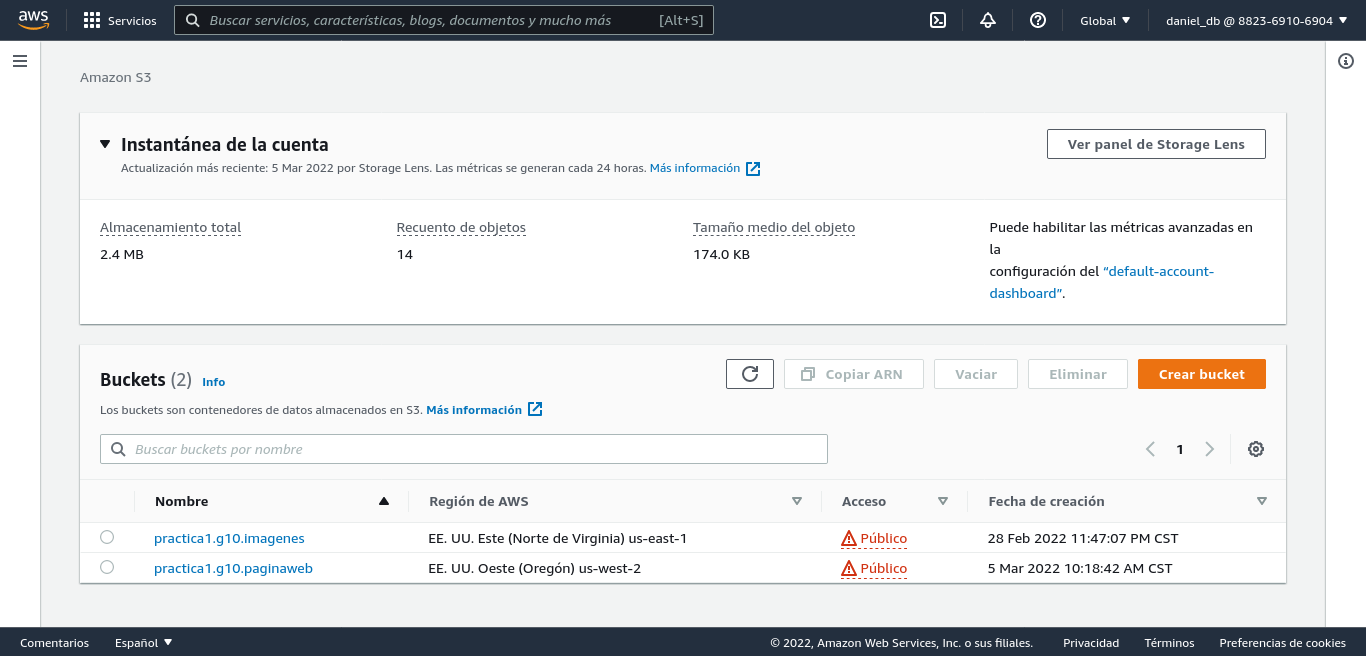 aws
Servicios
Buscar servicios, características, blogs, documentos y mucho más [Alt+S]
Global
daniel_db @ 8823-6910-6904
Amazon S3
Instantánea de la cuenta
Ver panel de Storage Lens
Actualización más reciente: 5 Mar 2022 por Storage Lens. Las métricas se generan cada 24 horas. Más información
Almacenamiento total
2.4 MB
Recuento de objetos
14
Tamaño medio del objeto
174.0 KB
Puede habilitar las métricas avanzadas en
la
configuración del “default-account-
dashboard”.
Buckets (2) Info
Copiar ARN
Vaciar
Eliminar
Crear bucket
Los buckets son contenedores de datos almacenados en S3. Más información
Buscar buckets por nombre
1
Nombre Región de AWS Acceso Fecha de creación
practica1.g10.imagenes EE. UU. Este (Norte de Virginia) us-east-1 Público 28 Feb 2022 11:47:07 PM CST
practica1.g10.paginaweb EE. UU. Oeste (Oregón) us-west-2 Público 5 Mar 2022 10:18:42 AM CST
Comentarios Español © 2022, Amazon Web Services, Inc. o sus filiales. Privacidad Términos Preferencias de cookies